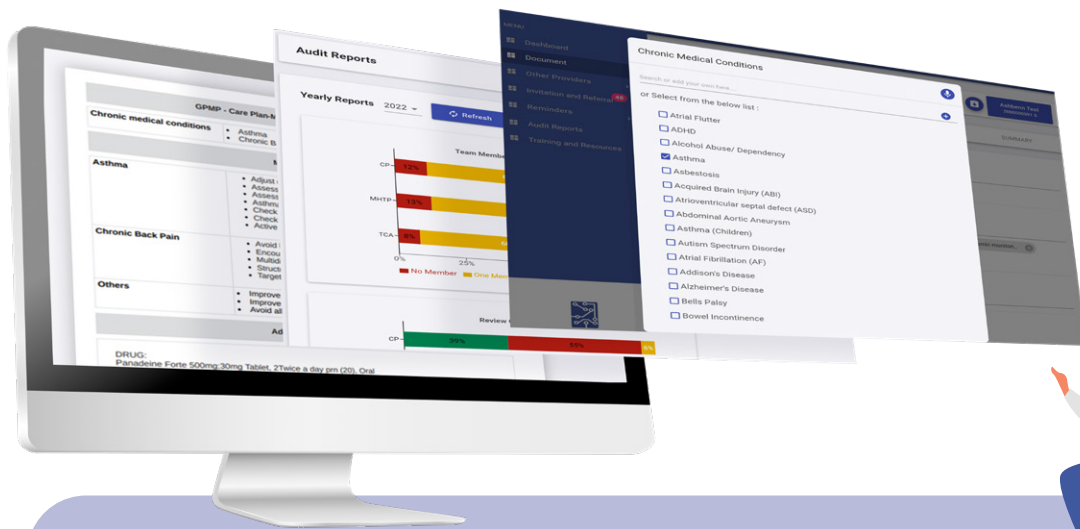 GPMP - Care Plan-M
Chronic medical conditions
• Asthma
• Chronic B
M
Asthma
• Adjust
• Assess
• Assess
• Asthm
• Check
• Check
• Active
Chronic Back Pain
• Avoid
• Encou
• Multid
• Struct
• Target
Others
• Improve
• Improve
• Avoid all
Ad
DRUG:
Panadeine Forte 500mg;30mg Tablet, 2Twice a day prn (20), Oral
Audit Reports
Yearly Reports 2022 Refresh
Team Membe
CP 12%
MHTP 13%
TCA 8%
0% 25%
No Member One Mem
Review
CP 39% 55% 6%
MENU
Dashboard
Document
Other Providers
Invitation and Referral
Reminders
Audit Reports
Training and Resources
Chronic Medical Conditions
Search or add your own here...
or Select from the below list :
Atrial Flutter
ADHD
Alcohol Abuse/ Dependency
Asthma
Asbestosis
Acquired Brain Injury (ABI)
Atrioventricular septal defect (ASD)
Abdominal Aortic Aneurysm
Asthma (Children)
Autism Spectrum Disorder
Atrial Fibrillation (AF)
Addison's Disease
Alzheimer's Disease
Bells Palsy
Bowel Incontinence
SUMMARY